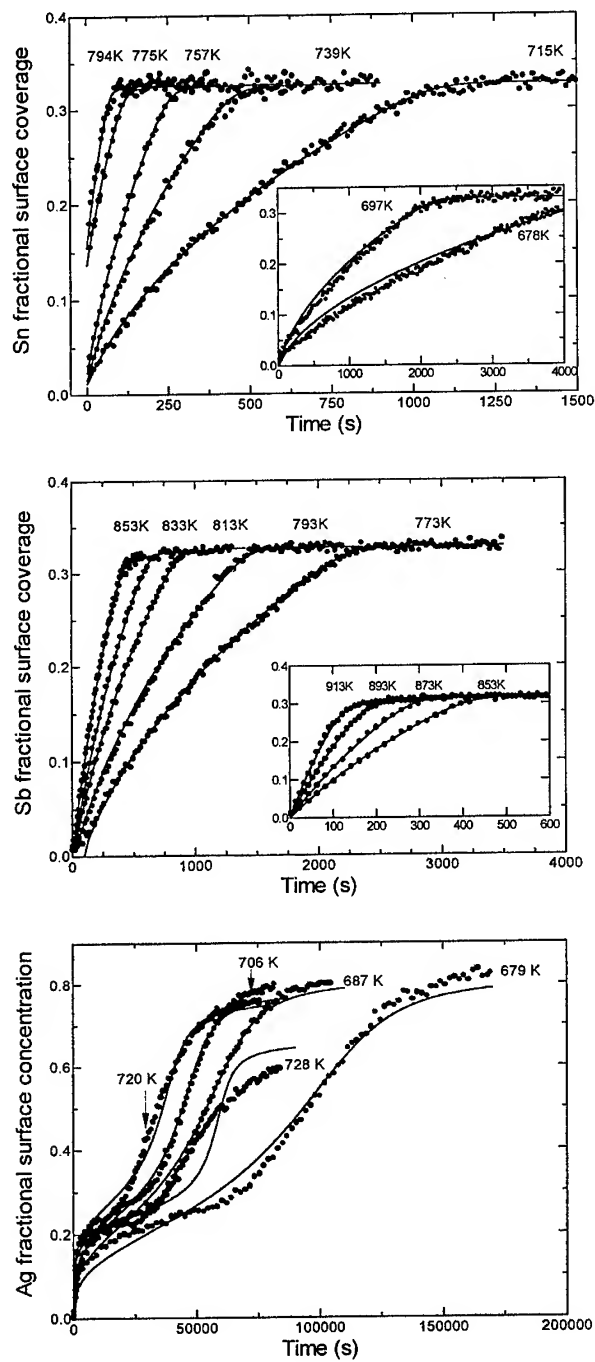 0.4
794K 775K 757K 739K 715K
0.3
0.2
0.1
0.0
Sn fractional surface coverage
0.3
0.2
0.1
0.0
697K
678K
0 1000 2000 3000 4000
0 250 500 750 1000 1250 1500
Time (s)
0.4
853K 833K 813K 793K 773K
0.3
0.2
0.1
0.0
Sb fractional surface coverage
0.4
0.3
0.2
0.1
0.0
913K 893K 873K 853K
0 100 200 300 400 500 600
0 500 1000 2000 3000 4000
Time (s)
0.8
0.6
0.4
0.2
0.0
Ag fractional surface concentration
706 K
687 K
679 K
720 K
728 K
0 50000 100000 150000 200000
Time (s)